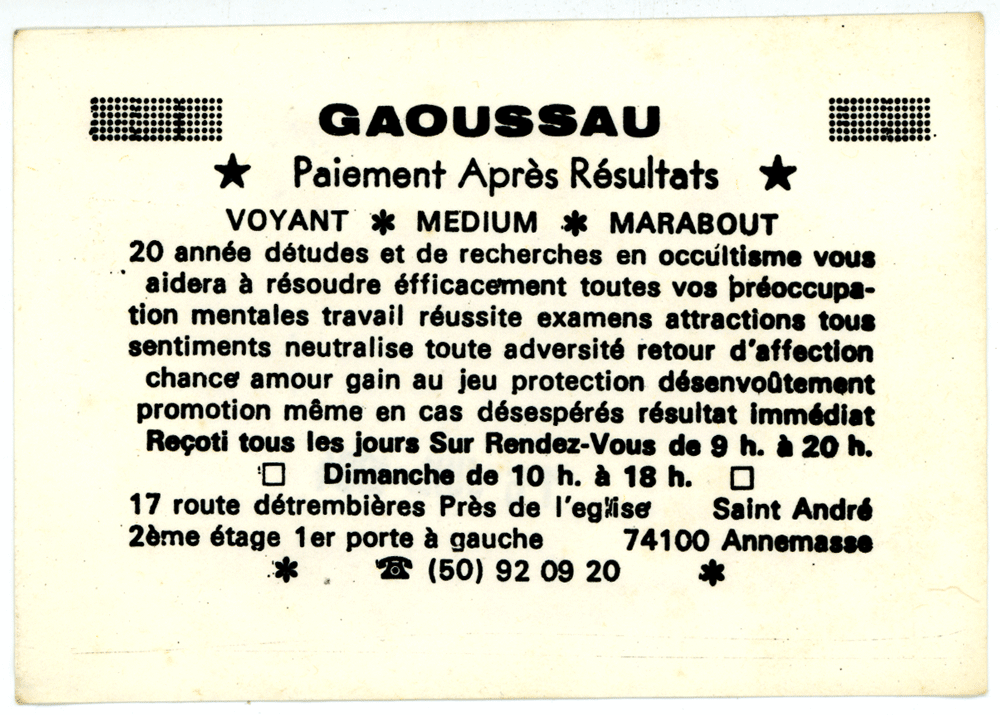 GAOUSSAU
★ Paiement Après Résultats ★
VOYANT ✱ MEDIUM ✱ MARABOUT
20 année détudes et de recherches en occultisme vous
aidera à résoudre éfficacement toutes vos préoccupa-
tion mentales travail réussite examens attractions tous
sentiments neutralise toute adversité retour d'affection
chance amour gain au jeu protection désenvoûtement
promotion même en cas désespérés résultat immédiat
Reçoti tous les jours Sur Rendez-Vous de 9 h. à 20 h.
□ Dimanche de 10 h. à 18 h. □
17 route détrembières Près de l'eglise Saint André
2ème étage 1er porte à gauche 74100 Annemasse
✱ ☎ (50) 92 09 20 ✱